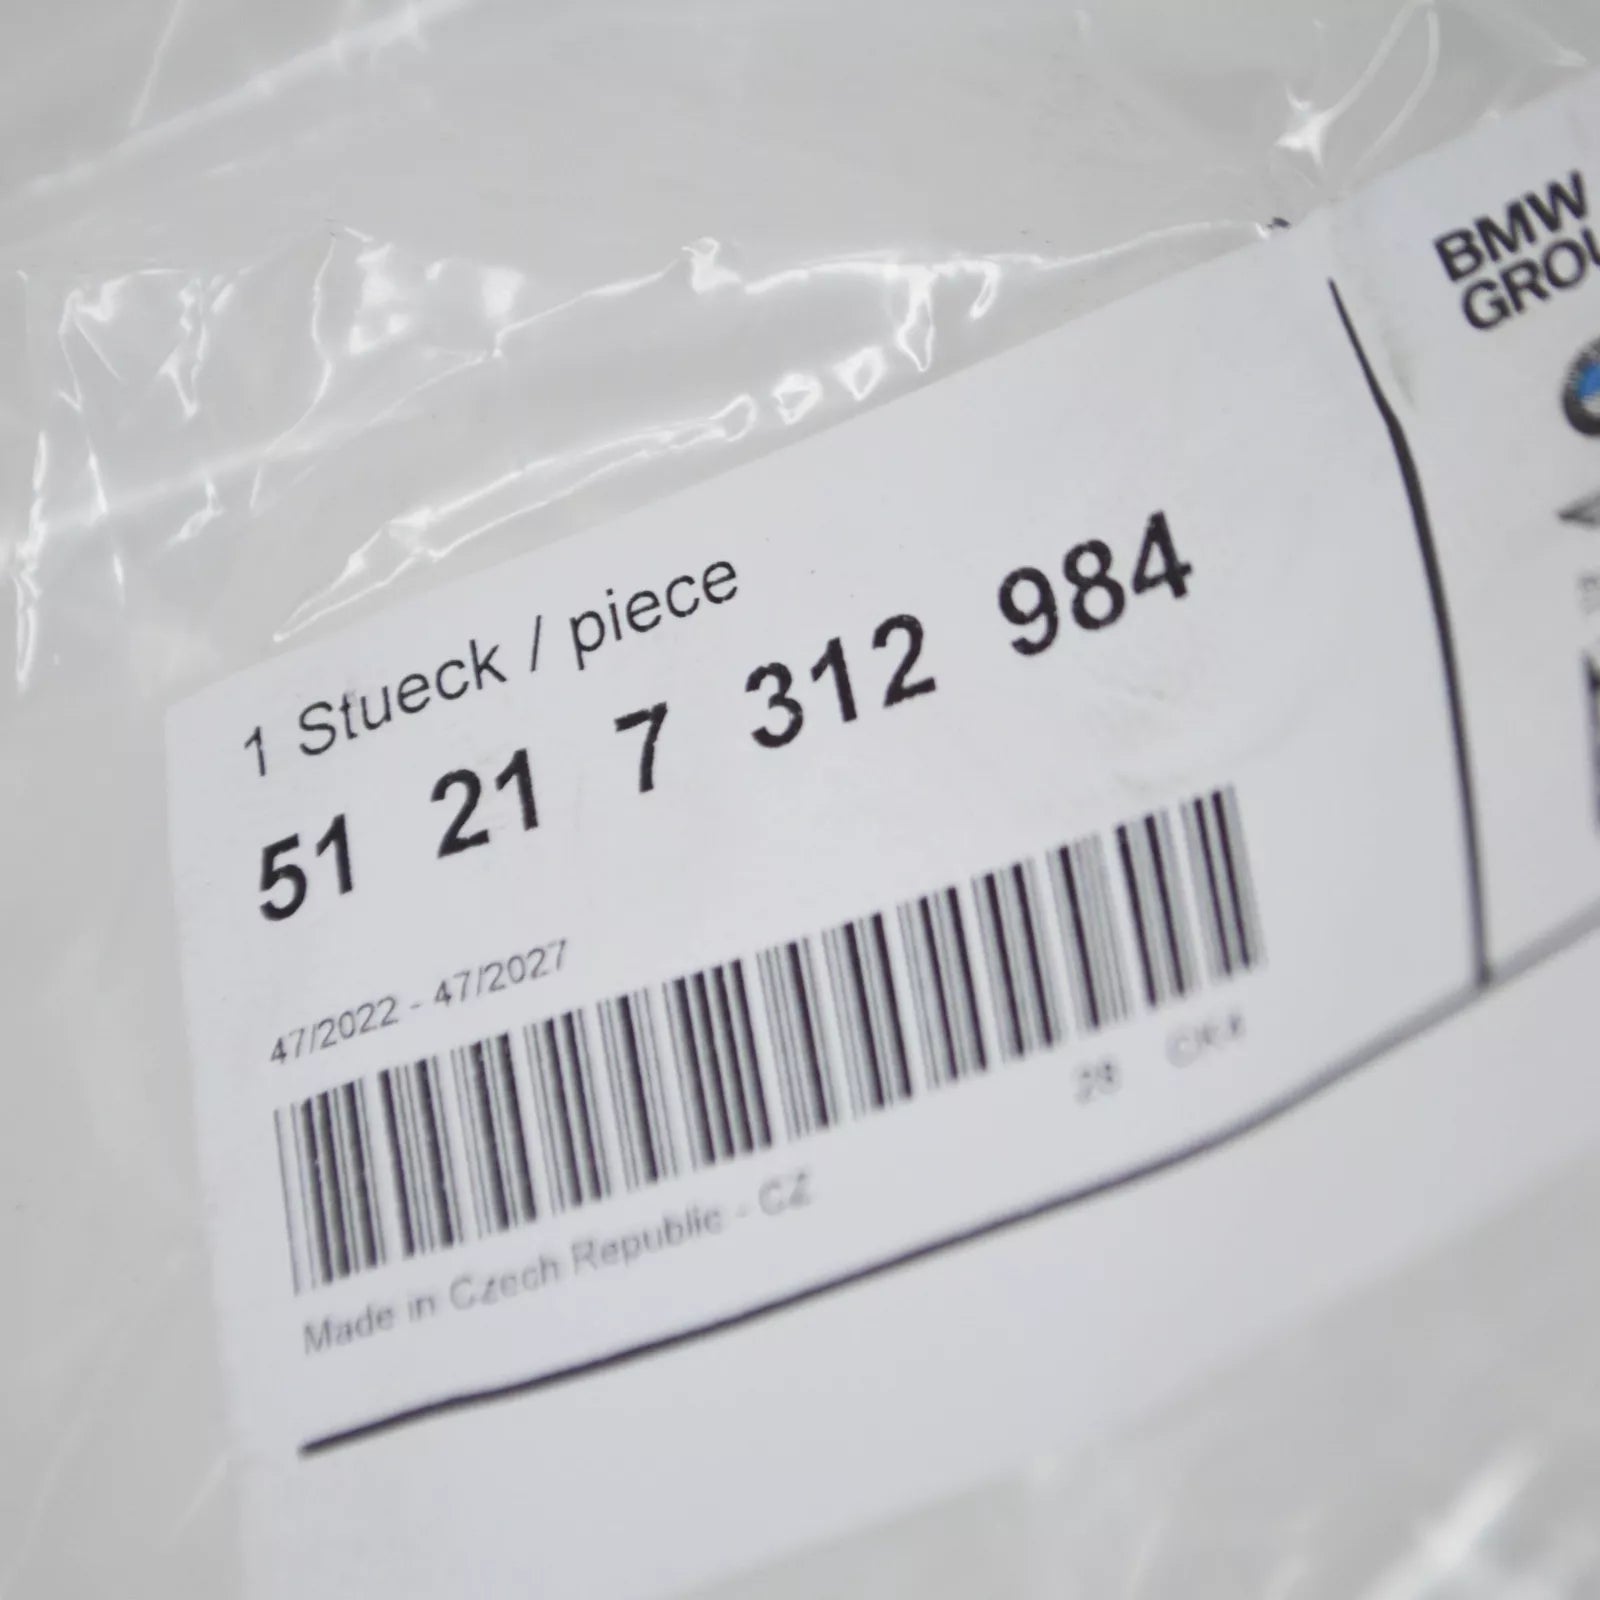 BMW
GROU
1 Stueck / piece
51 21 7 312 984
47/2022 - 47/2027
28
Made in Czech Republic - CZ